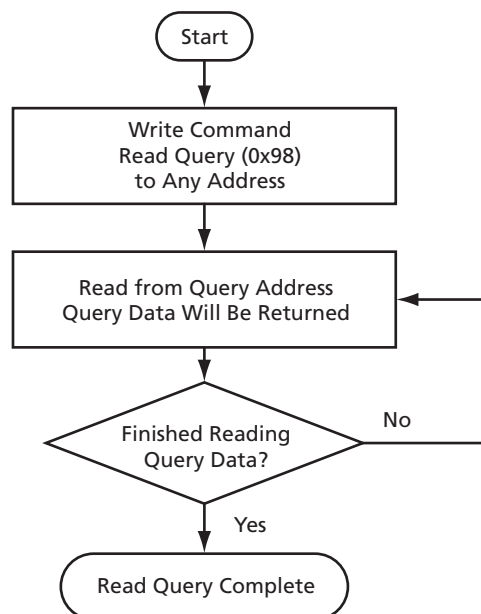 Start
Write Command
Read Query (0x98)
to Any Address
Read from Query Address
Query Data Will Be Returned
Finished Reading
Query Data?
No
Yes
Read Query Complete